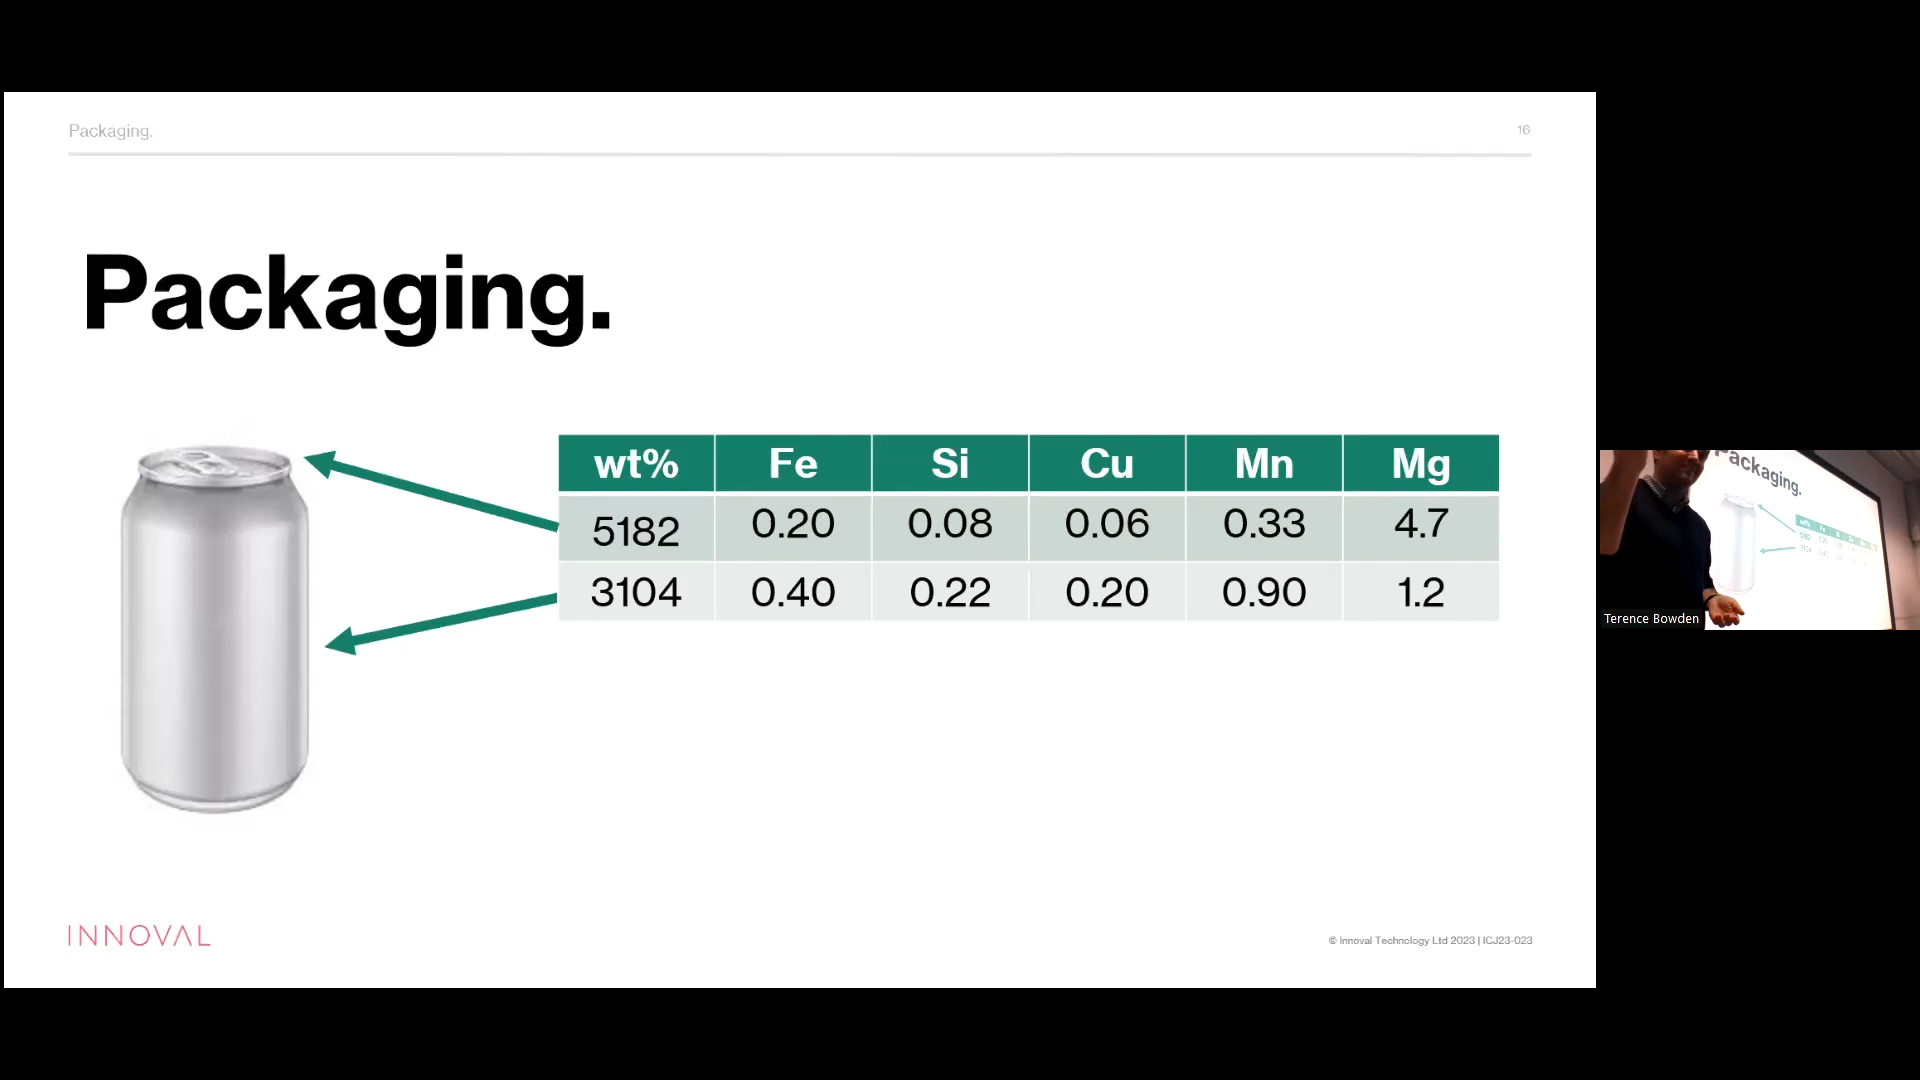 Packaging.
16
Packaging.
wt% Fe Si Cu Mn Mg
5182 0.20 0.08 0.06 0.33 4.7
3104 0.40 0.22 0.20 0.90 1.2
INNOVAL
© Innoval Technology Ltd 2023 | ICJ23-023
Packaging.
Terence Bowden